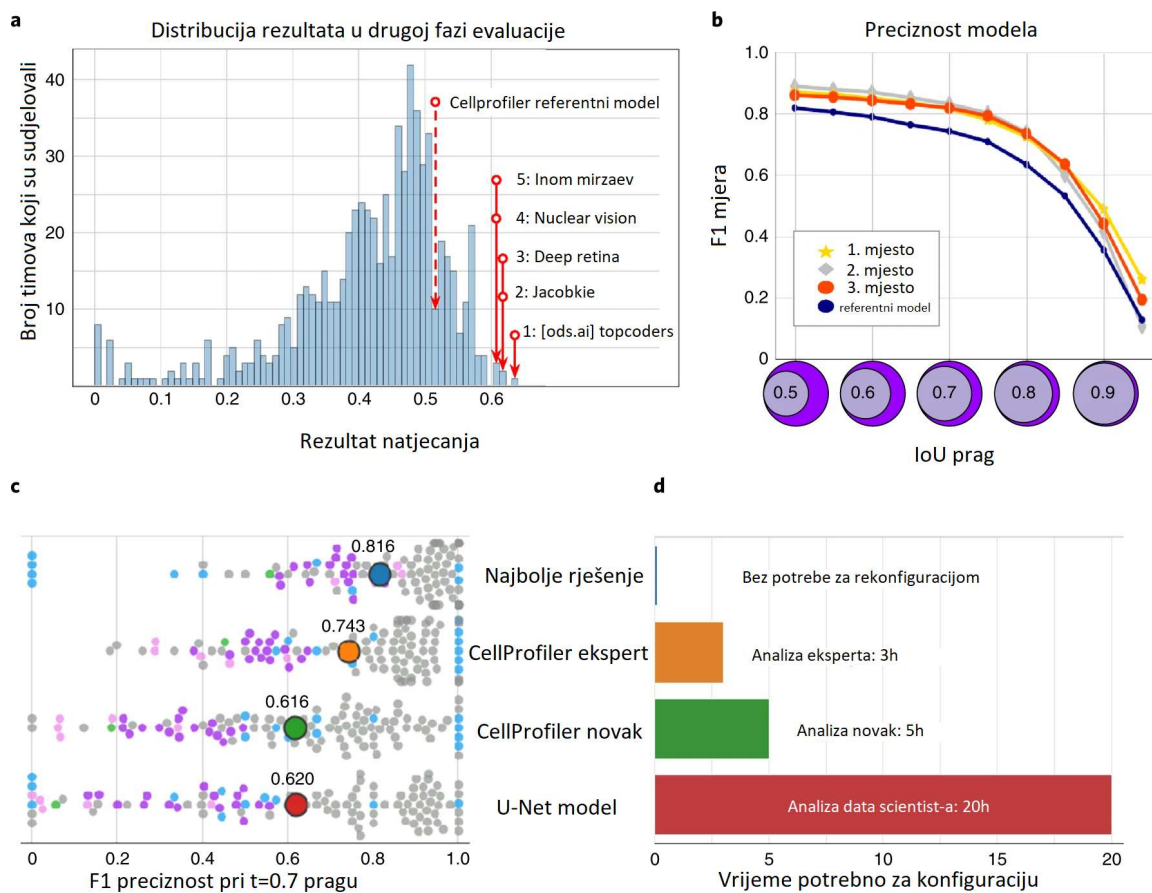 a
Distribucija rezultata u drugoj fazi evaluacije
Broj timova koji su sudjelovali
40
30
20
10
Cellprofiler referentni model
5: Inom mirzaev
4: Nuclear vision
3: Deep retina
2: Jacobkie
1: [ods.ai] topcoders
0 0.1 0.2 0.3 0.4 0.5 0.6
Rezultat natjecanja
b
Preciznost modela
F1 mjera
1.0
0.8
0.6
0.4
0.2
0
1. mjesto
2. mjesto
3. mjesto
referentni model
0.5 0.6 0.7 0.8 0.9
IoU prag
c
0.816
Najbolje rješenje
0.743
CellProfiler ekspert
0.616
CellProfiler novak
0.620
U-Net model
0 0.2 0.4 0.6 0.8 1.0
F1 preciznost pri t=0.7 pragu
d
Bez potrebe za rekonfiguracijom
Analiza eksperta: 3h
Analiza novak: 5h
Analiza data scientist-a: 20h
0 5 10 15 20
Vrijeme potrebno za konfiguraciju